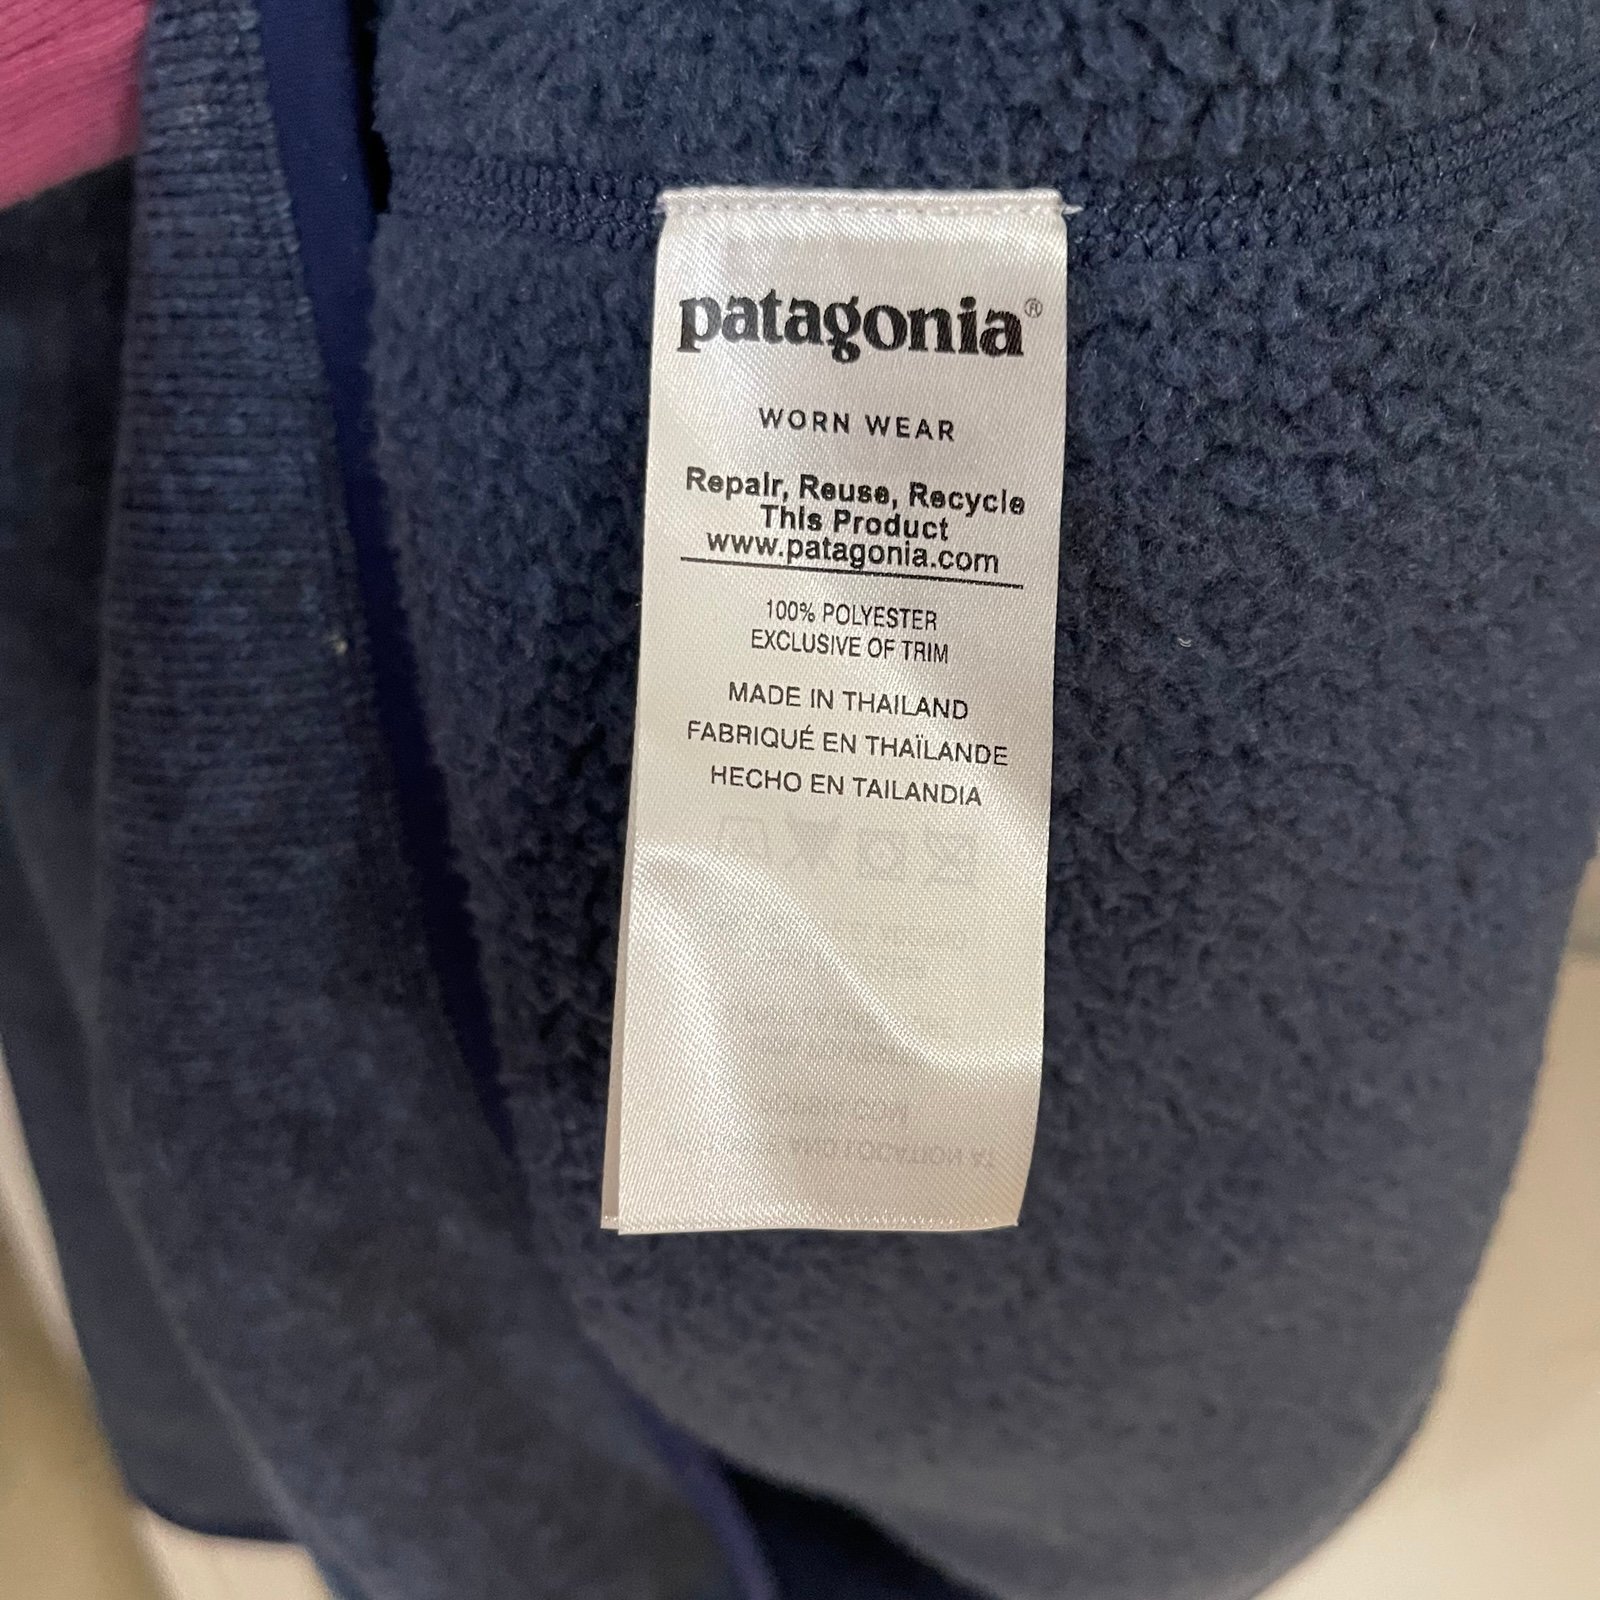 patagonia®
WORN WEAR
Repair, Reuse, Recycle
This Product
www.patagonia.com
100% POLYESTER
EXCLUSIVE OF TRIM
MADE IN THAILAND
FABRIQUÉ EN THAÏLANDE
HECHO EN TAILANDIA